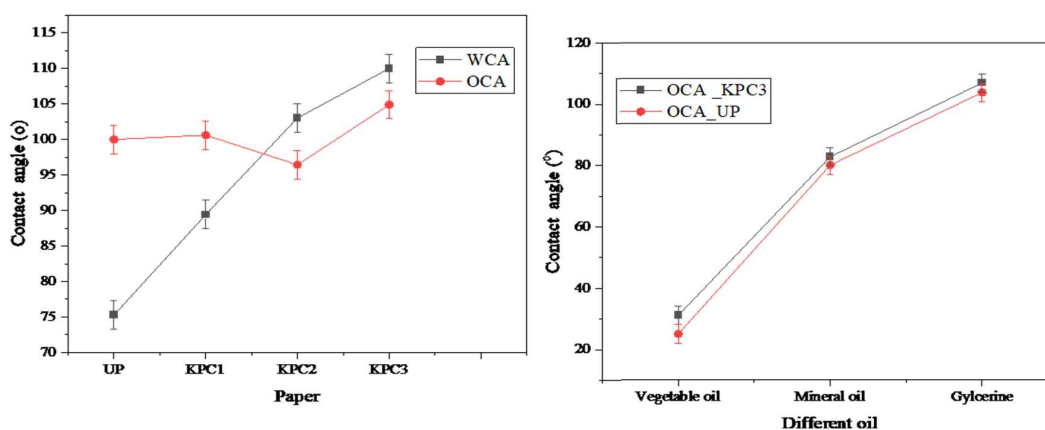 WCA
OCA
Contact angle (o)
110
105
100
95
90
85
80
75
70
UP KPC1 KPC2 KPC3
Paper
OCA _KPC3
OCA_UP
Contact angle (⁰)
120
100
80
60
40
20
Vegetable oil Mineral oil Gylcerine
Different oil